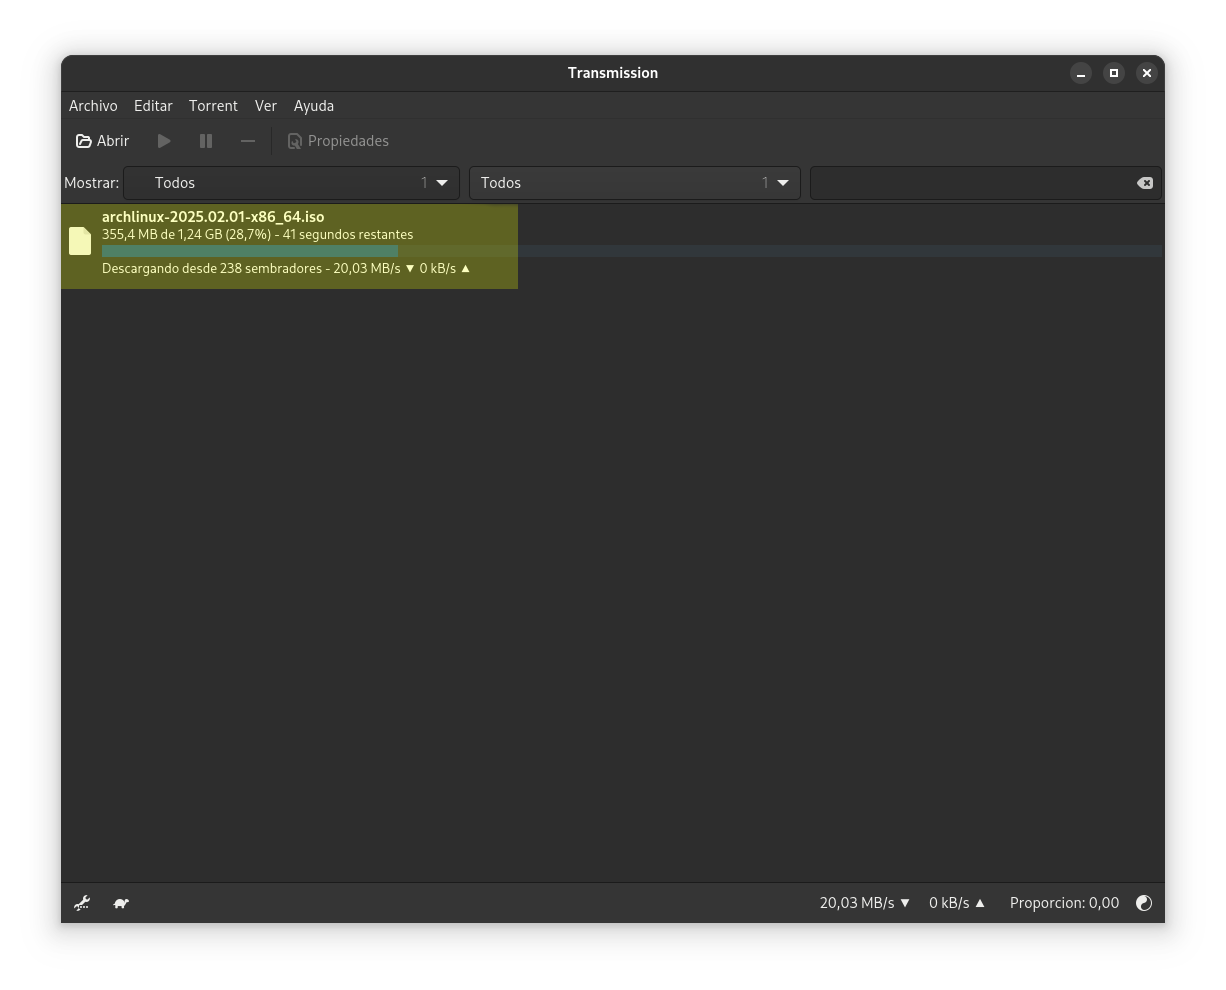 Transmission
Archivo Editar Torrent Ver Ayuda
Abrir Propiedades
Mostrar: Todos 1 Todos 1
archlinux-2025.02.01-x86_64.iso
355,4 MB de 1,24 GB (28,7%) - 41 segundos restantes
Descargando desde 238 sembradores - 20,03 MB/s ▼ 0 kB/s ▲
20,03 MB/s ▼ 0 kB/s ▲ Proporcion: 0,00